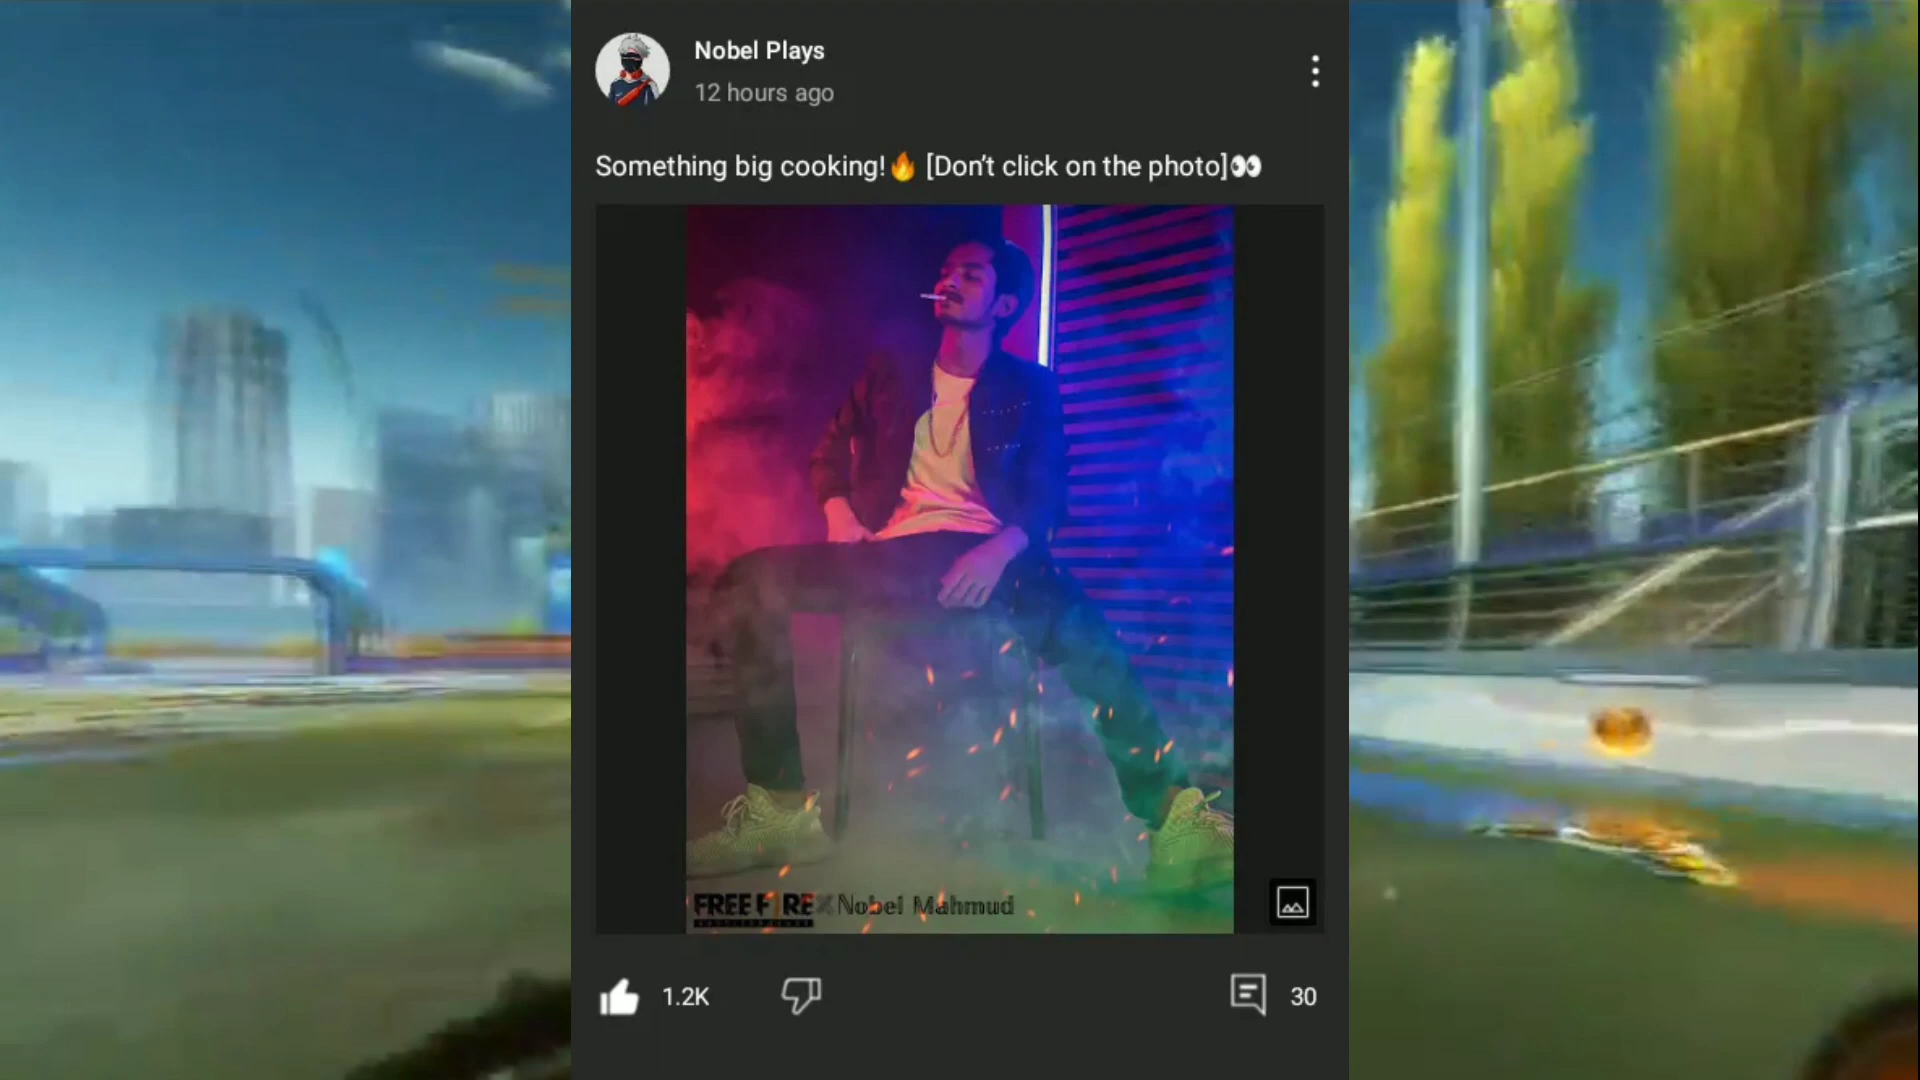 Nobel Plays
12 hours ago
Something big cooking!🔥 [Don’t click on the photo]👀
FREE FIRE
Nobel Mahmud
1.2K
30